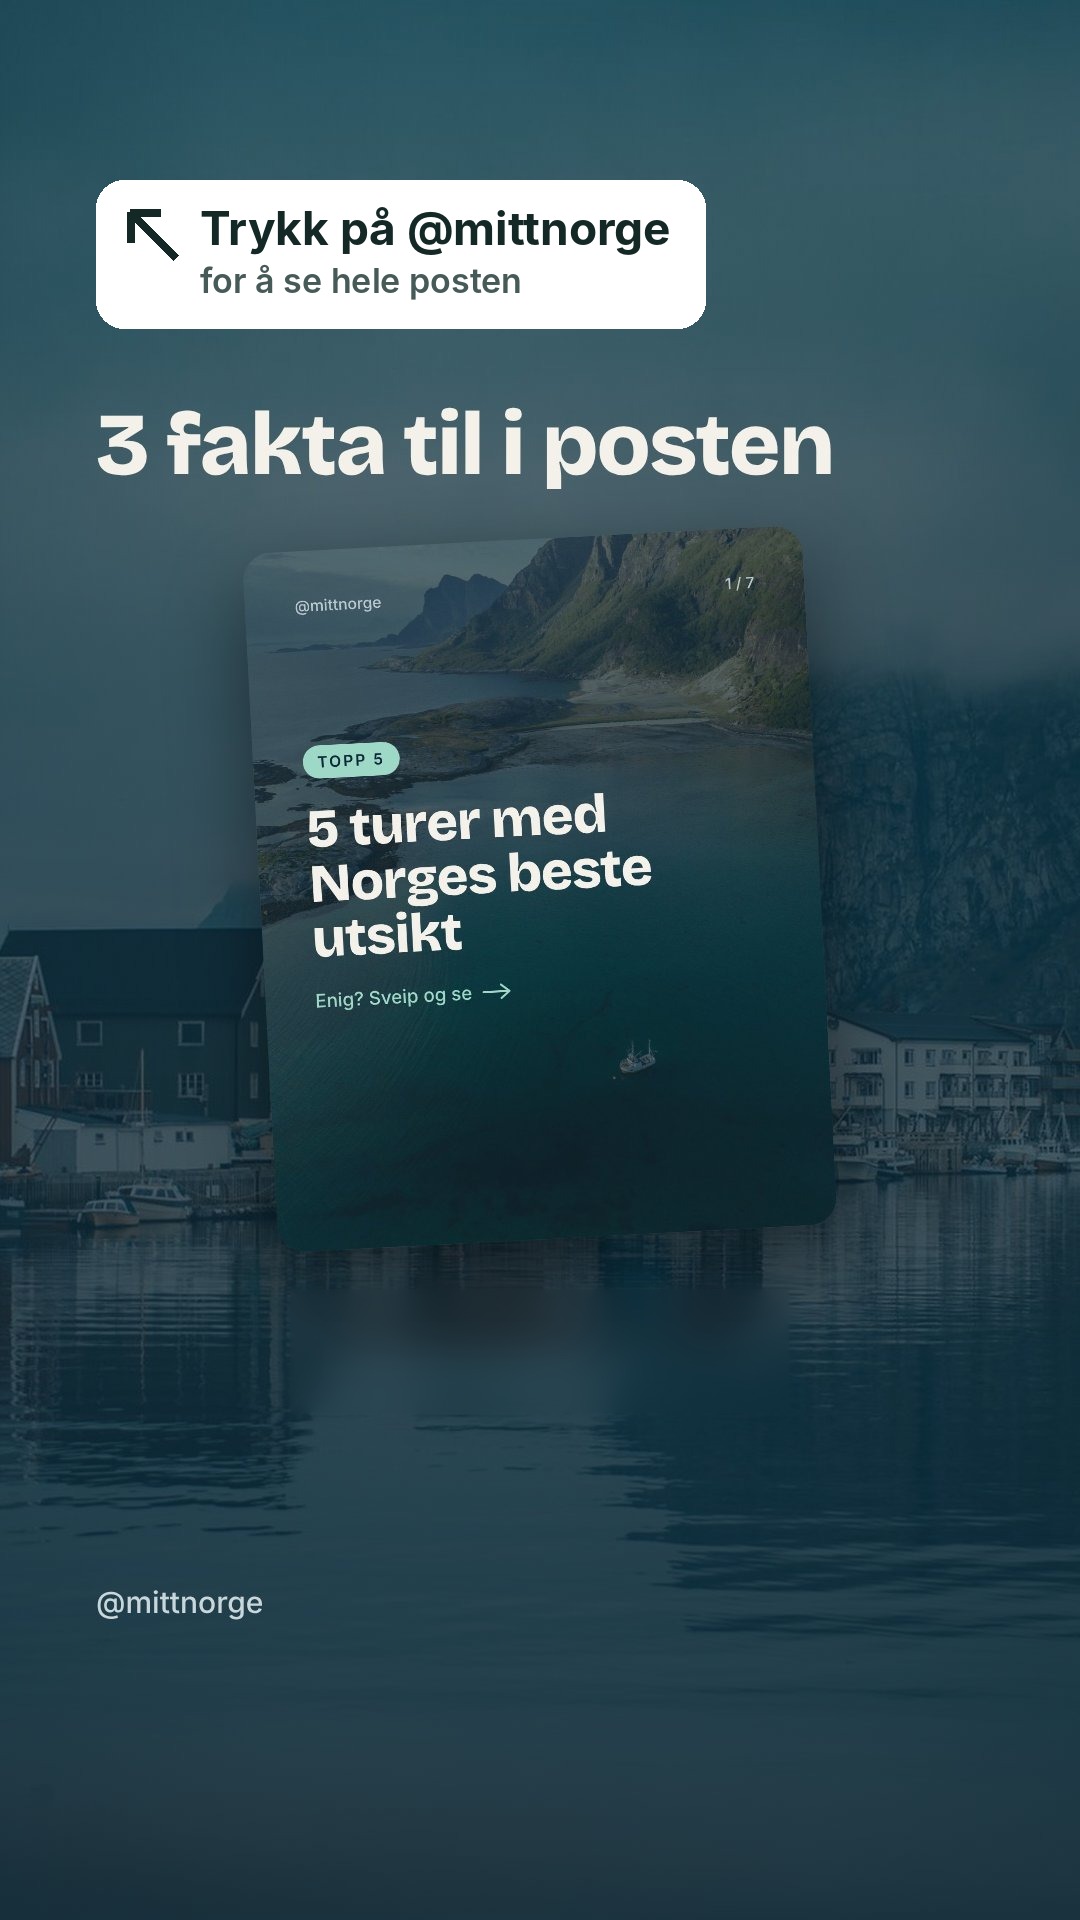 Trykk på @mittnorge
for å se hele posten
3 fakta til i posten
@mittnorge
1 / 7
TOPP 5
5 turer med
Norges beste
utsikt
Enig? Sveip og se →
@mittnorge